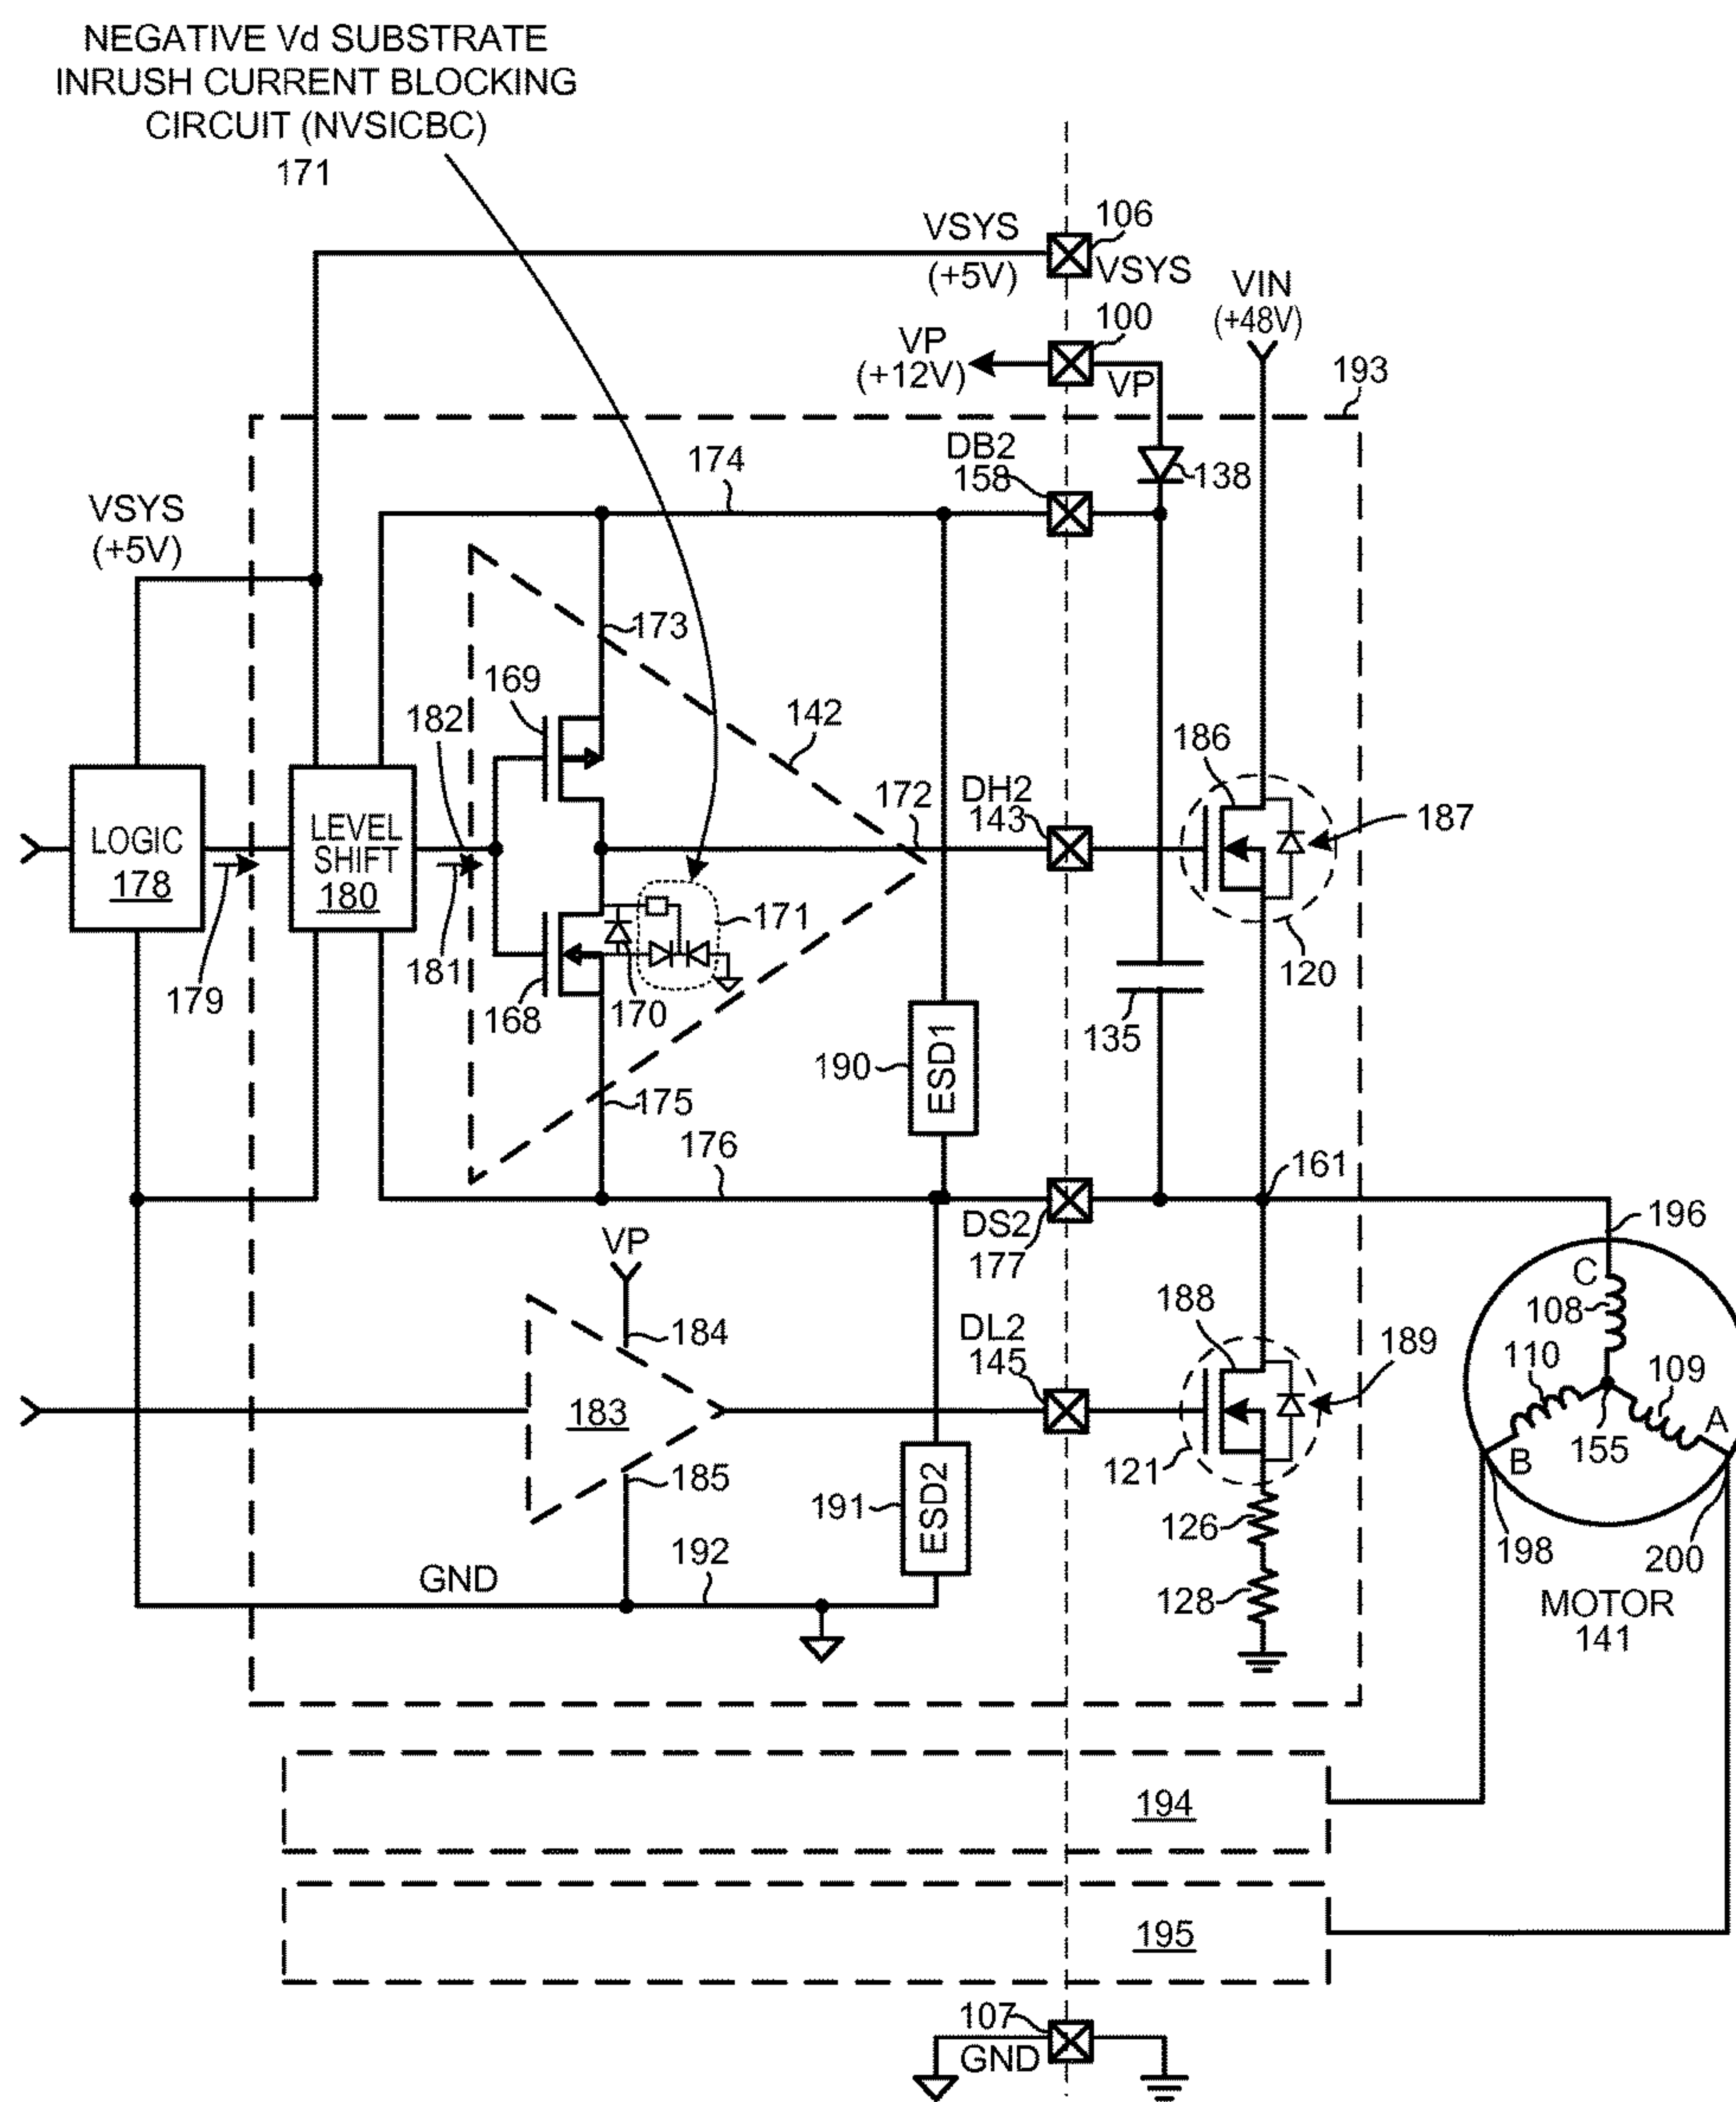 NEGATIVE Vd SUBSTRATE
INRUSH CURRENT BLOCKING
CIRCUIT (NVSICBC)
171
VSYS
(+5V)
106
VSYS
100
VP
(+12V)
VP
VIN
(+48V)
193
DB2
158
138
174
VSYS
(+5V)
173
169
182
142
172
DH2
143
186
187
120
LOGIC
178
LEVEL
SHIFT
180
179
181
168
170
171
135
190
ESD1
175
176
161
DS2
177
196
VP
184
183
185
DL2
145
188
189
121
C
108
110
109
A
B
155
198
200
MOTOR
141
191
ESD2
126
128
GND
192
194
195
107
GND